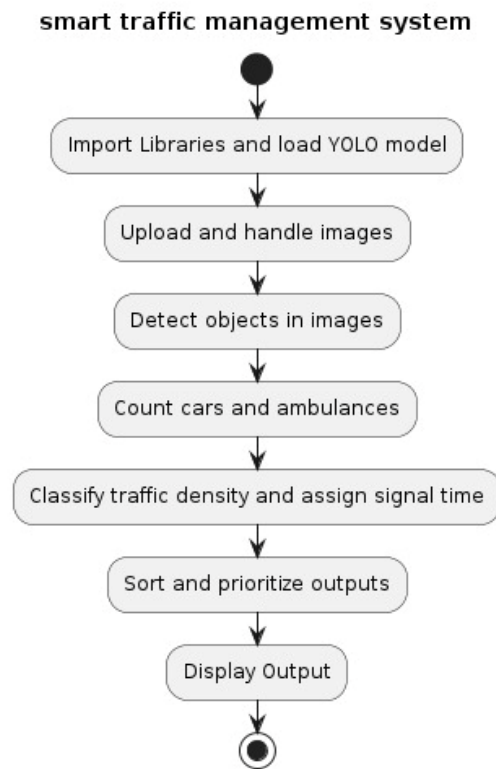 smart traffic management system
Import Libraries and load YOLO model
Upload and handle images
Detect objects in images
Count cars and ambulances
Classify traffic density and assign signal time
Sort and prioritize outputs
Display Output